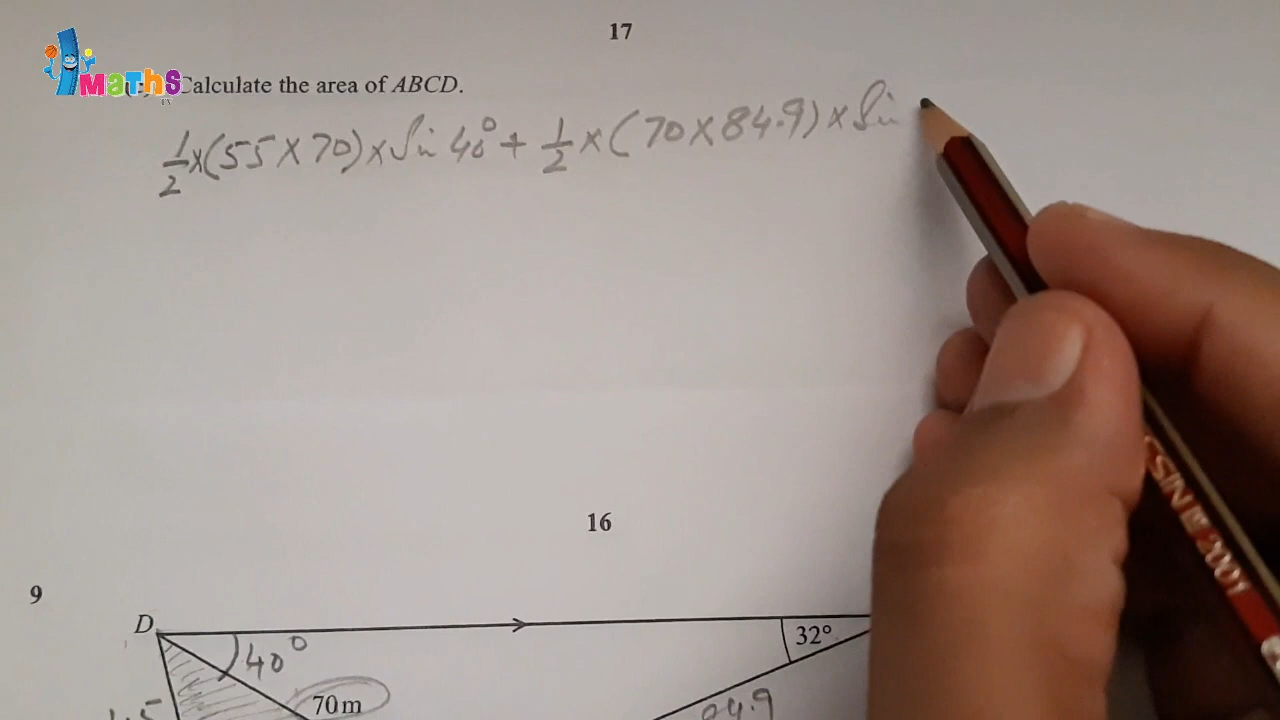 17
Maths
TV
Calculate the area of ABCD.
1/2 × (55 × 70) × Sin 40° + 1/2 × (70 × 84.9) × Sin
16
9
D
40°
32°
70 m
84.9